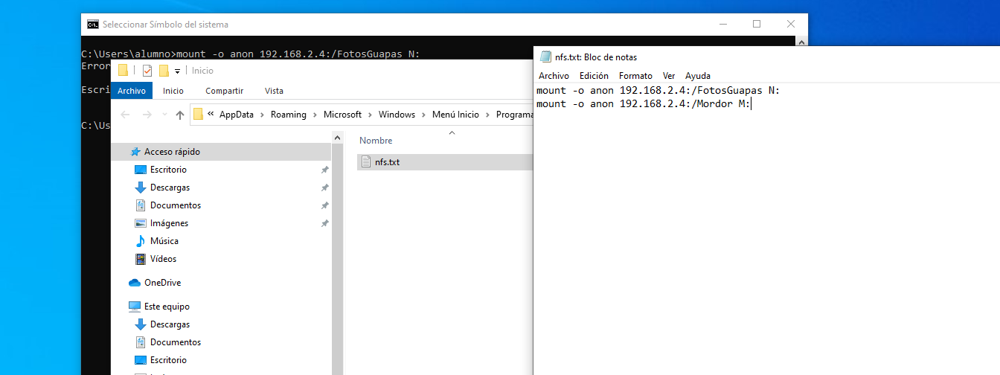 Seleccionar Símbolo del sistema
C:\Users\alumno>mount -o anon 192.168.2.4:/FotosGuapas N:
Error
Escri
C:\Us
Inicio
Archivo Inicio Compartir Vista
« AppData > Roaming > Microsoft > Windows > Menú Inicio > Programa
Acceso rápido
Escritorio
Descargas
Documentos
Imágenes
Música
Vídeos
OneDrive
Este equipo
Descargas
Documentos
Escritorio
Nombre
nfs.txt
nfs.txt: Bloc de notas
Archivo Edición Formato Ver Ayuda
mount -o anon 192.168.2.4:/FotosGuapas N:
mount -o anon 192.168.2.4:/Mordor M: